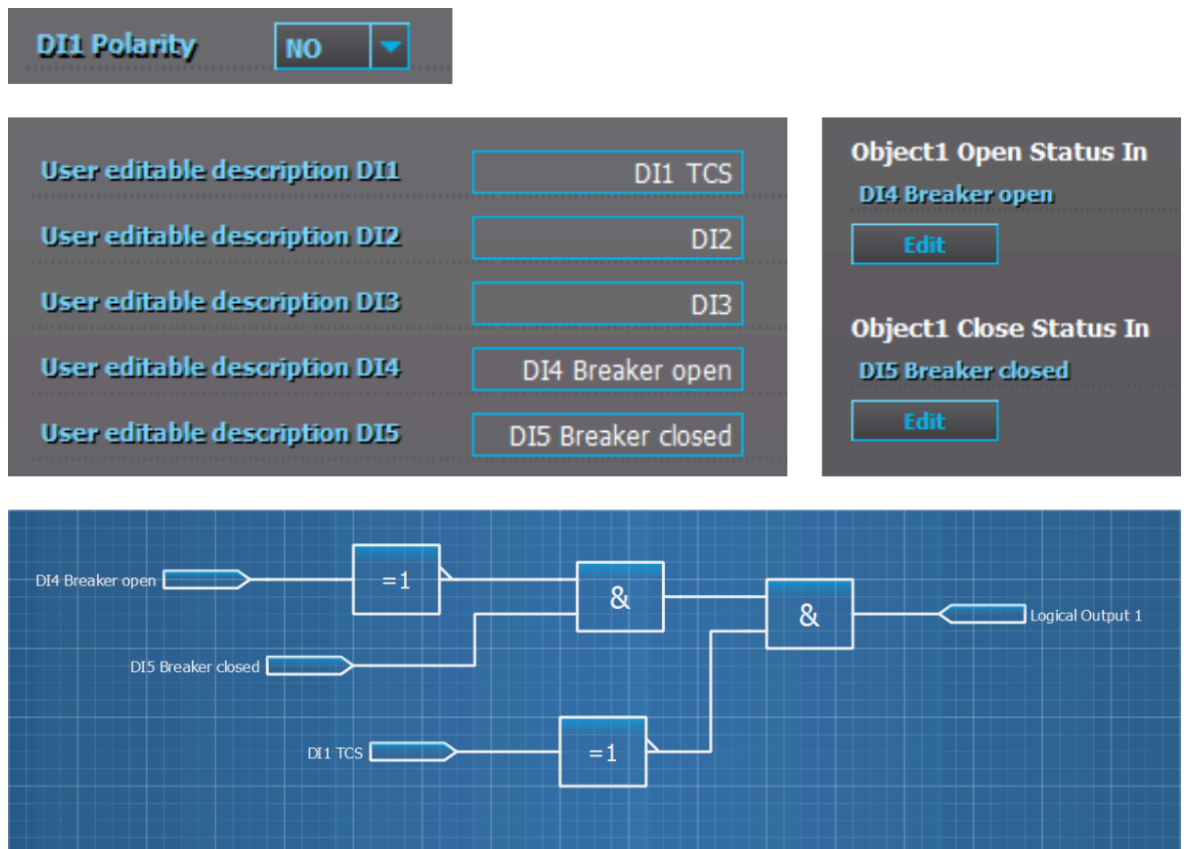 DI1 Polarity NO
User editable description DI1 DI1 TCS
User editable description DI2 DI2
User editable description DI3 DI3
User editable description DI4 DI4 Breaker open
User editable description DI5 DI5 Breaker closed
Object1 Open Status In
DI4 Breaker open
Edit
Object1 Close Status In
DI5 Breaker closed
Edit
DI4 Breaker open
=1
&
&
Logical Output 1
DI5 Breaker closed
DI1 TCS
=1